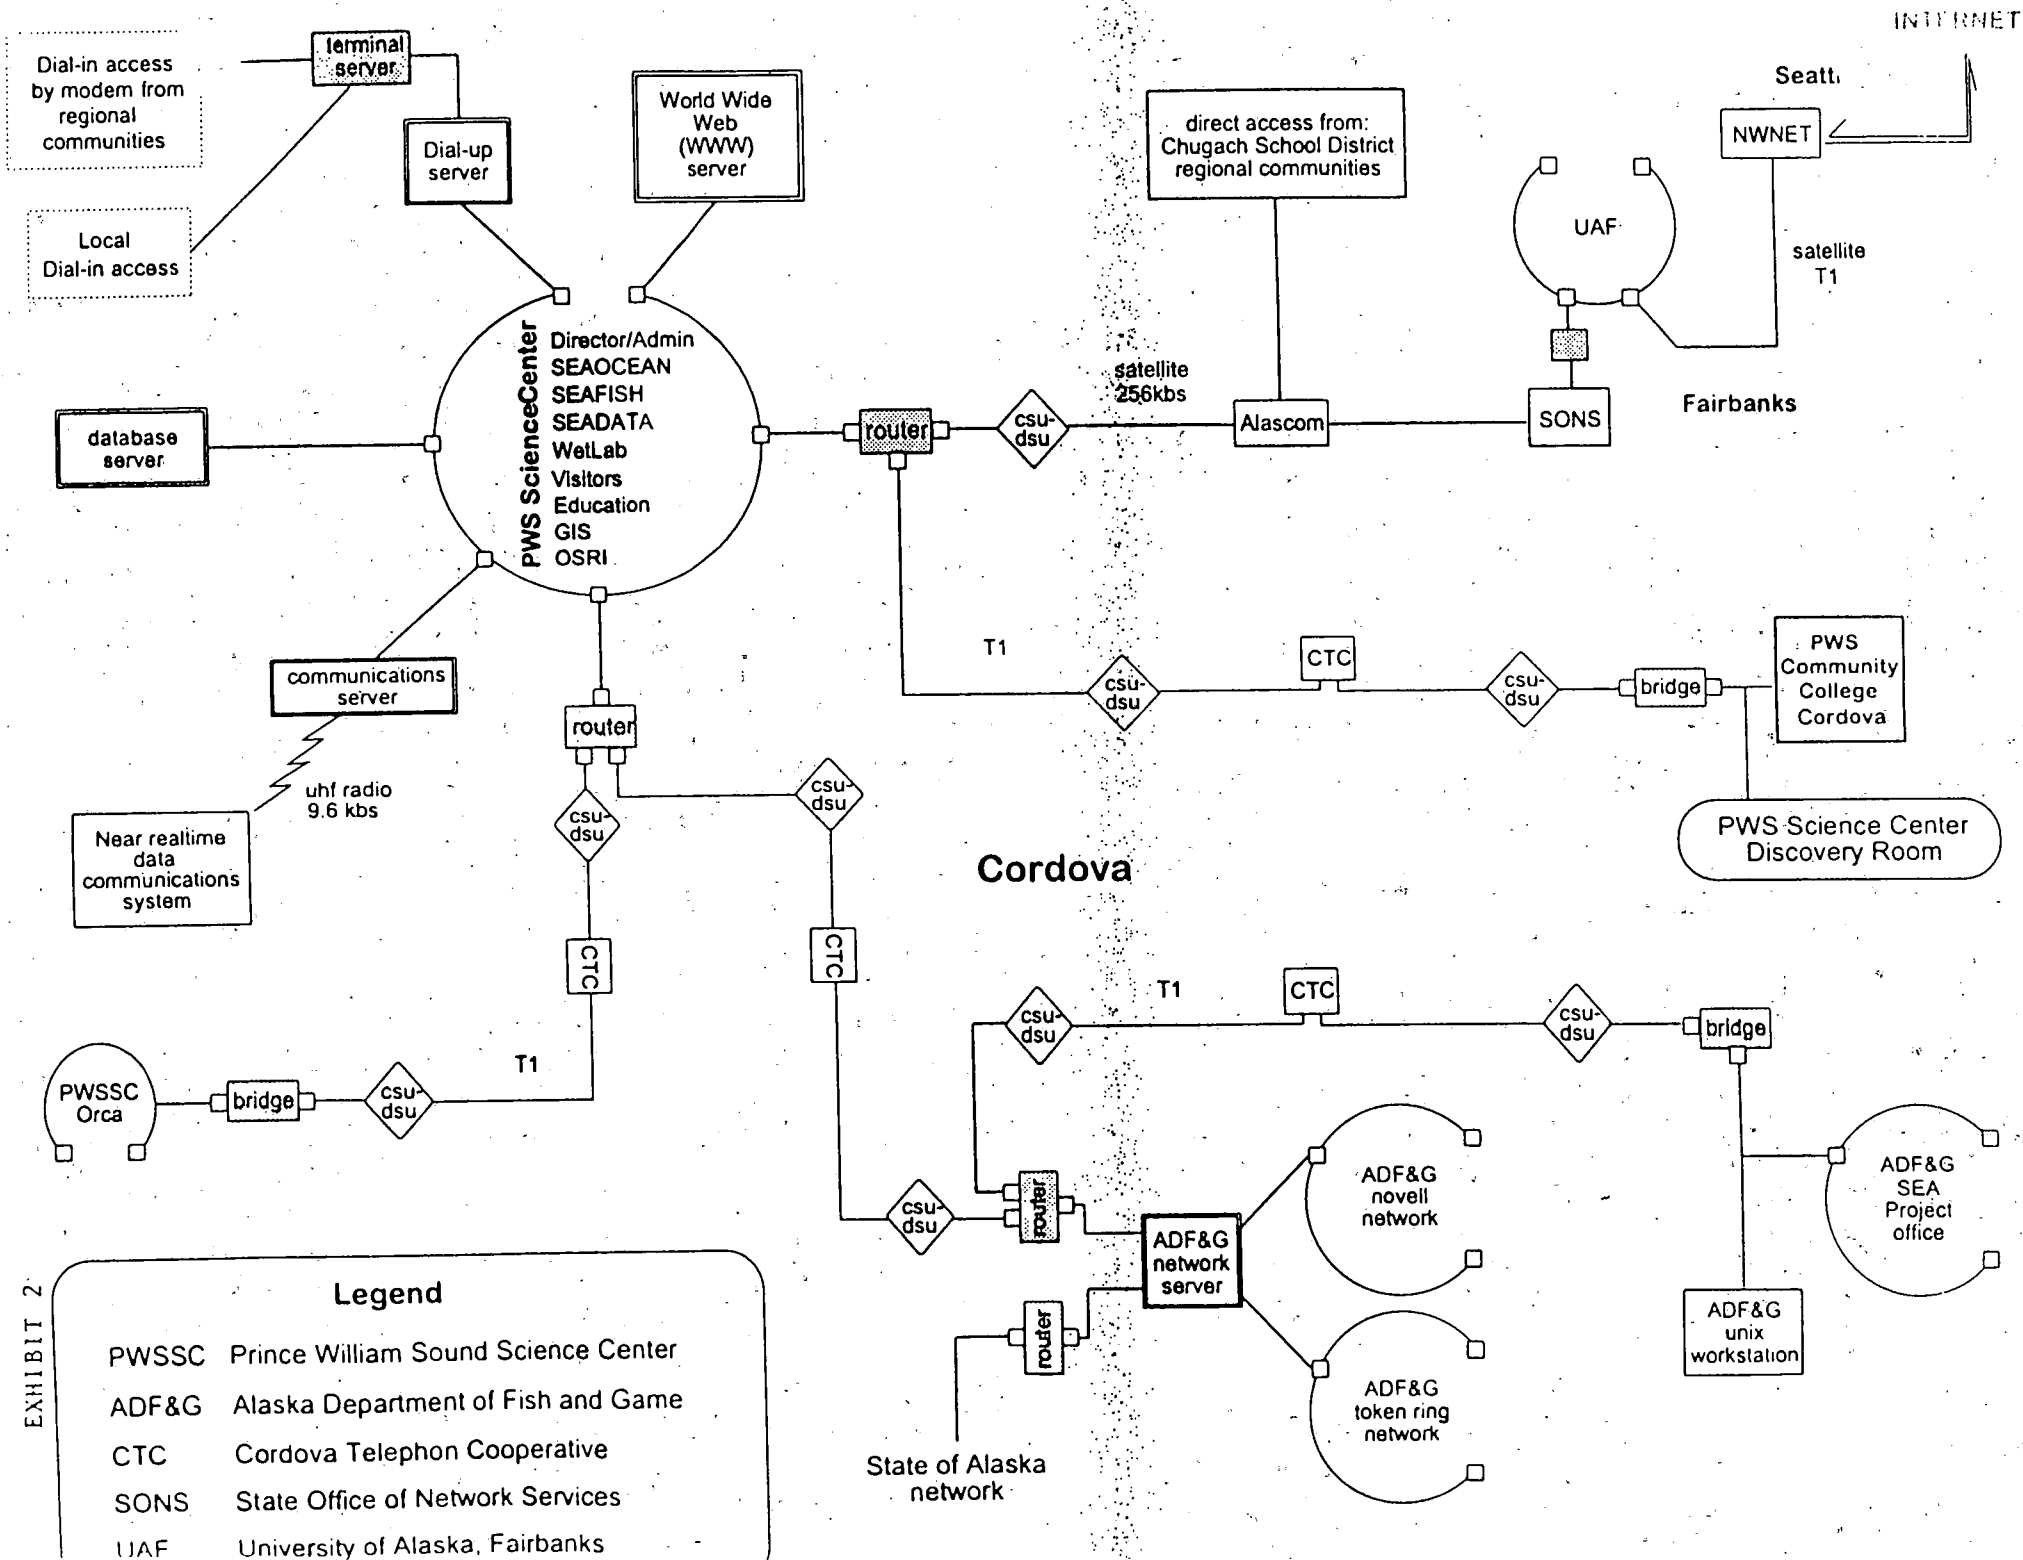 INTERNET
terminal
server
Dial-in access
by modem from
regional
communities
Local
Dial-in access
Dial-up
server
World Wide
Web
(WWW)
server
direct access from:
Chugach School District
regional communities
NWNET
UAF
satellite
T1
Fairbanks
SONS
Alascom
satellite
256kbs
csu-
dsu
router
PWS ScienceCenter
Director/Admin
SEAOCEAN
SEAFISH
SEADATA
WetLab
Visitors
Education
GIS
OSRI
database
server
communications
server
uhf radio
9.6 kbs
Near realtime
data
communications
system
router
csu-
dsu
csu-
dsu
T1
csu-
dsu
CTC
csu-
dsu
bridge
PWS
Community
College
Cordova
PWS Science Center
Discovery Room
Cordova
CTC
CTC
PWSSC
Orca
bridge
csu-
dsu
T1
csu-
dsu
T1
CTC
csu-
dsu
bridge
csu-
dsu
router
ADF&G
network
server
router
State of Alaska
network
ADF&G
novell
network
ADF&G
token ring
network
ADF&G
SEA
Project
office
ADF&G
unix
workstation
EXHIBIT 2
Legend
PWSSC Prince William Sound Science Center
ADF&G Alaska Department of Fish and Game
CTC Cordova Telephon Cooperative
SONS State Office of Network Services
UAF University of Alaska, Fairbanks